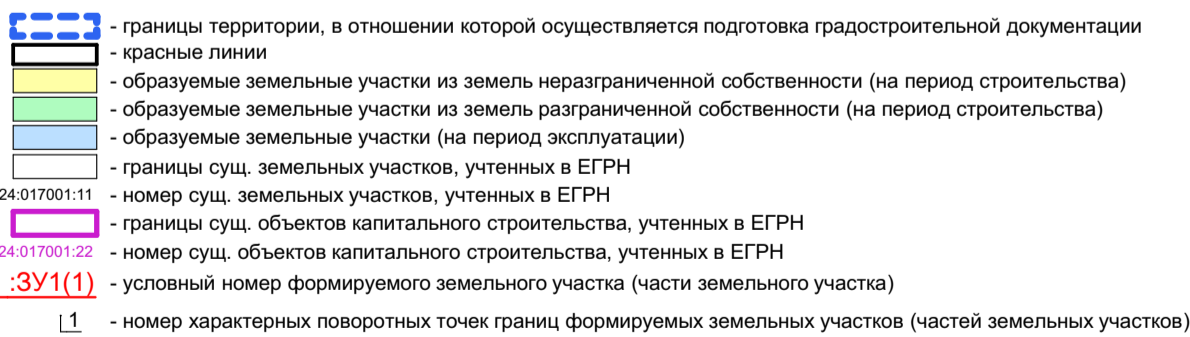 - границы территории, в отношении которой осуществляется подготовка градостроительной документации
- красные линии
- образуемые земельные участки из земель неразграниченной собственности (на период строительства)
- образуемые земельные участки из земель разграниченной собственности (на период строительства)
- образуемые земельные участки (на период эксплуатации)
- границы сущ. земельных участков, учтенных в ЕГРН
24:017001:11 - номер сущ. земельных участков, учтенных в ЕГРН
- границы сущ. объектов капитального строительства, учтенных в ЕГРН
24:017001:22 - номер сущ. объектов капитального строительства, учтенных в ЕГРН
:ЗУ1(1) - условный номер формируемого земельного участка (части земельного участка)
1 - номер характерных поворотных точек границ формируемых земельных участков (частей земельных участков)